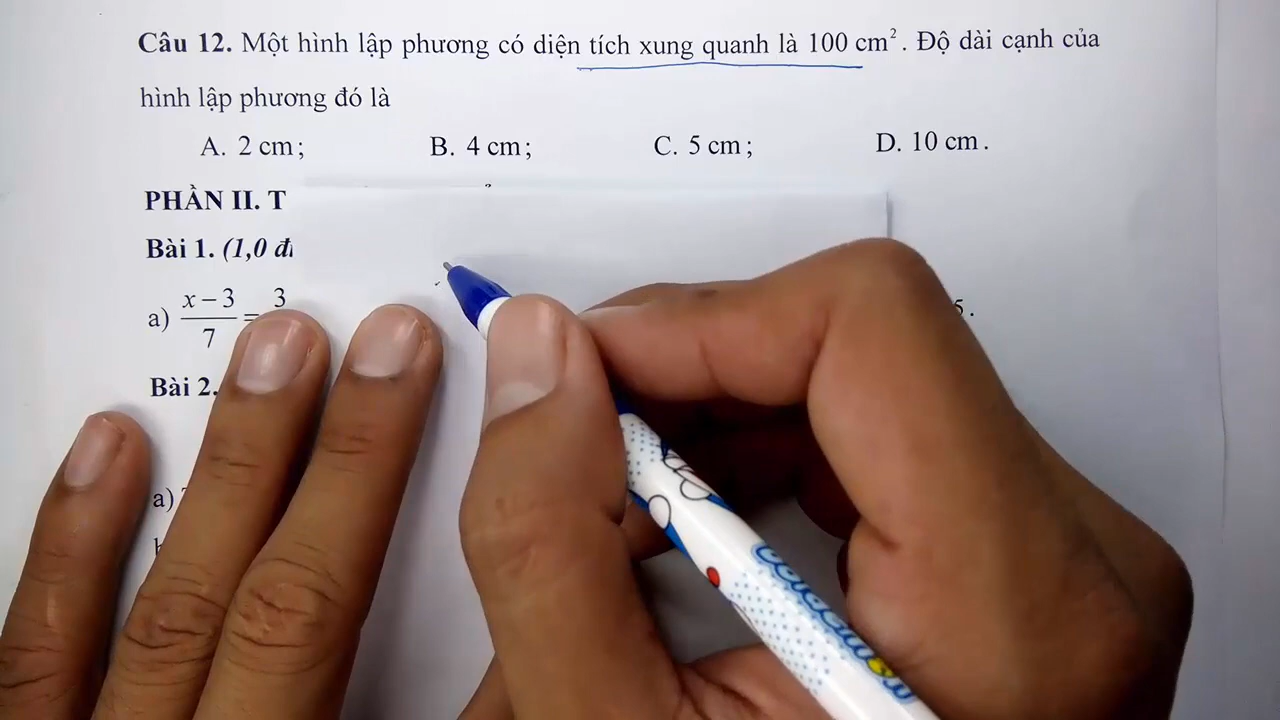 Câu 12. Một hình lập phương có diện tích xung quanh là 100 cm². Độ dài cạnh của
hình lập phương đó là
A. 2 cm; B. 4 cm; C. 5 cm; D. 10 cm.
PHẦN II. T
Bài 1. (1,0 đ
a) x – 3 / 7 = 3 5.
Bài 2.
a)